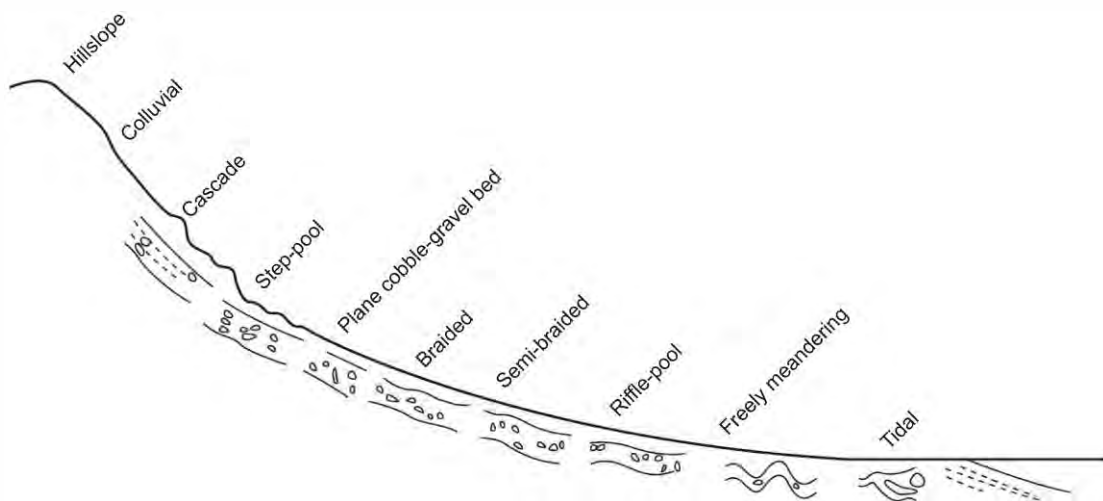 Hillslope
Colluvial
Cascade
Step-pool
Plane cobble-gravel bed
Braided
Semi-braided
Riffle-pool
Freely meandering
Tidal